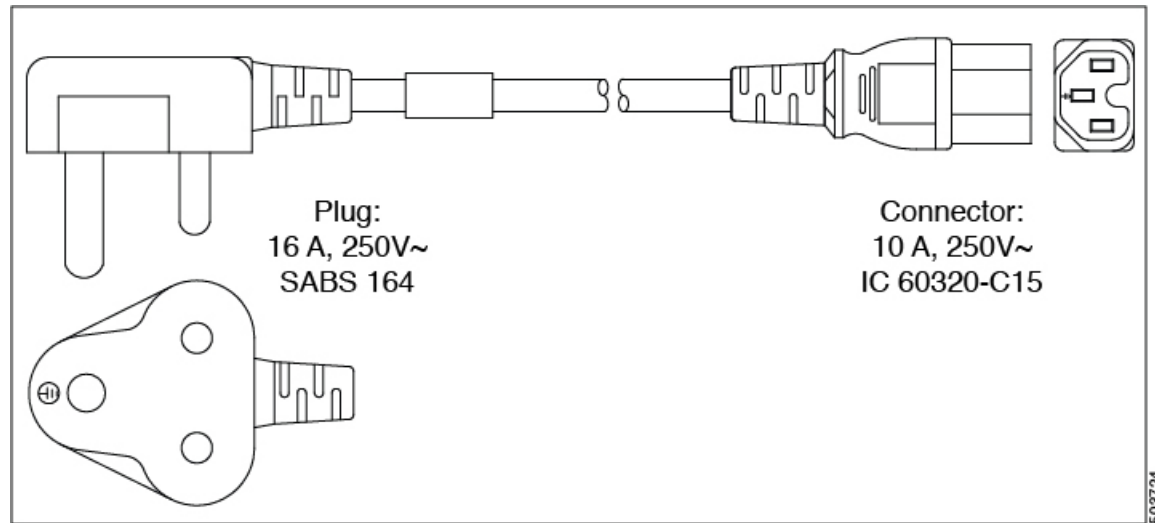 Plug:
16 A, 250V~
SABS 164
Connector:
10 A, 250V~
IC 60320-C15